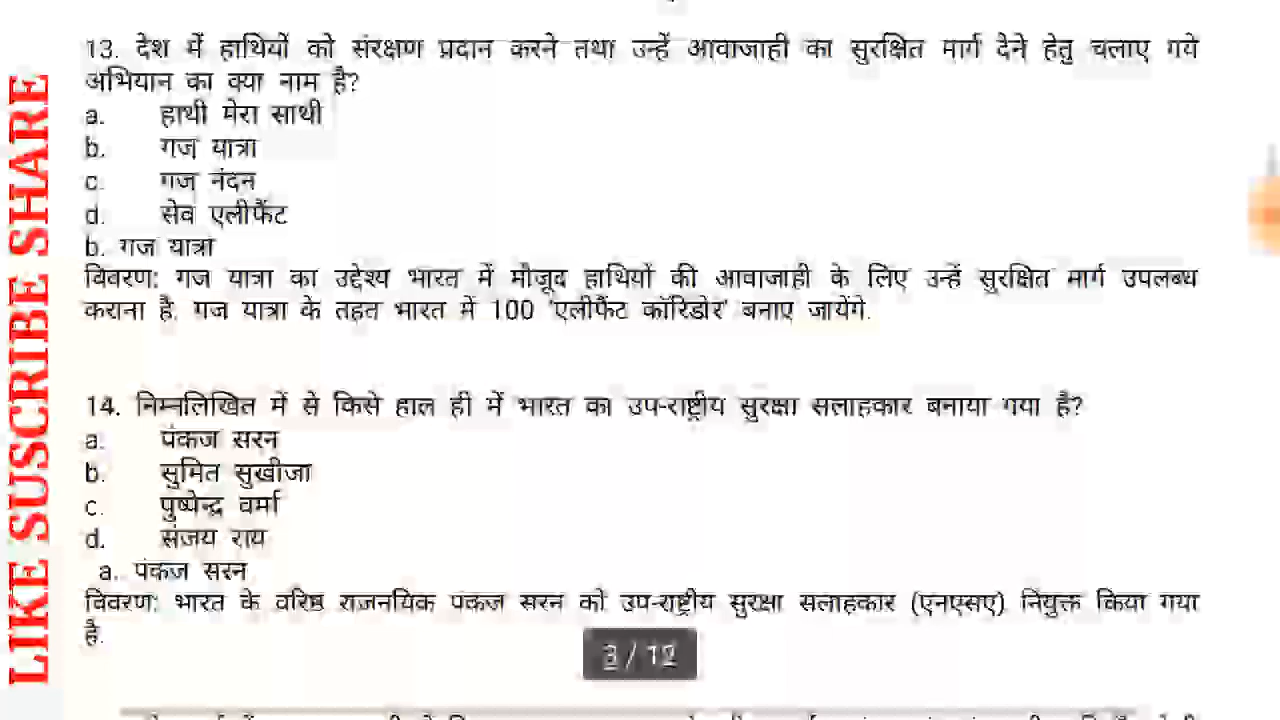 LIKE SUSCRIBE SHARE
13. देश में हाथियों को संरक्षण प्रदान करने तथा उन्हें आवाजाही का सुरक्षित मार्ग देने हेतु चलाए गये
अभियान का क्या नाम है?
a. हाथी मेरा साथी
b. गज यात्रा
c. गज नंदन
d. सेव एलीफैंट
b. गज यात्रा
विवरण: गज यात्रा का उद्देश्य भारत में मौजूद हाथियों की आवाजाही के लिए उन्हें सुरक्षित मार्ग उपलब्ध
कराना है. गज यात्रा के तहत भारत में 100 'एलीफैंट कॉरिडोर' बनाए जायेंगे.
14. निम्नलिखित में से किसे हाल ही में भारत का उप-राष्ट्रीय सुरक्षा सलाहकार बनाया गया है?
a. पंकज सरन
b. सुमित सुखीजा
c. पुष्पेन्द्र वर्मा
d. संजय राय
a. पंकज सरन
विवरण: भारत के वरिष्ठ राजनयिक पंकज सरन को उप-राष्ट्रीय सुरक्षा सलाहकार (एनएसए) नियुक्त किया गया
है.
3 / 12